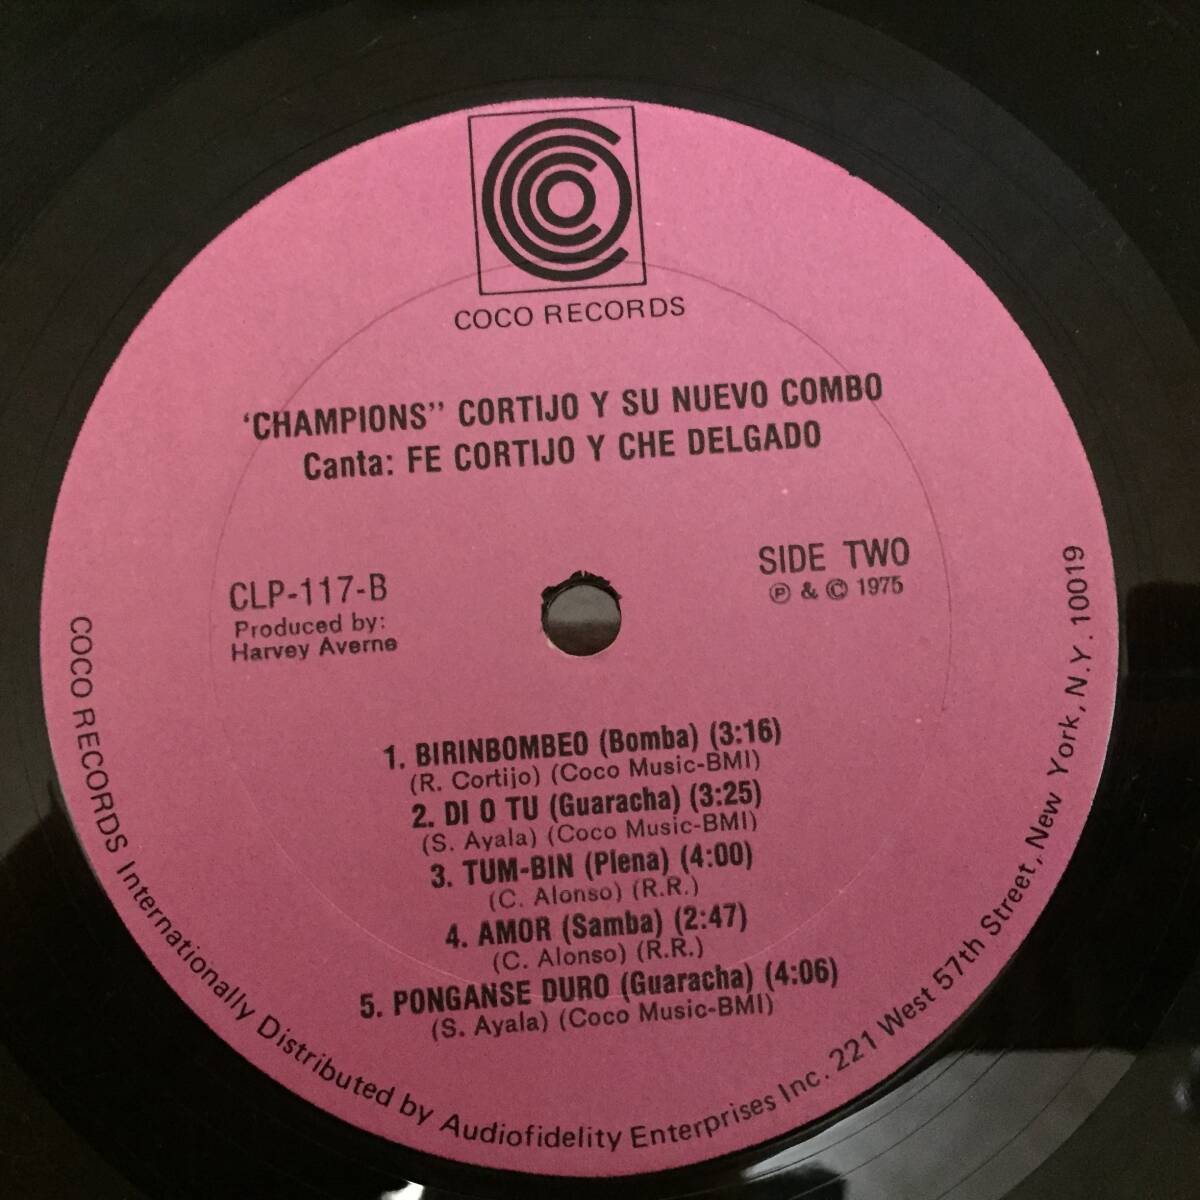 COCO RECORDS
'CHAMPIONS" CORTIJO Y SU NUEVO COMBO
Canta: FE CORTIJO Y CHE DELGADO
CLP-117-B
Produced by:
Harvey Averne
SIDE TWO
Ⓟ & © 1975
1. BIRINBOMBEO (Bomba) (3:16)
(R. Cortijo) (Coco Music-BMI)
2. DI O TU (Guaracha) (3:25)
(S. Ayala) (Coco Music-BMI)
3. TUM-BIN (Plena) (4:00)
(C. Alonso) (R.R.)
4. AMOR (Samba) (2:47)
(C. Alonso) (R.R.)
5. PONGANSE DURO (Guaracha) (4:06)
(S. Ayala) (Coco Music-BMI)
COCO RECORDS Internationally Distributed by Audiofidelity Enterprises Inc. 221 West 57th Street, New York, N.Y. 10019